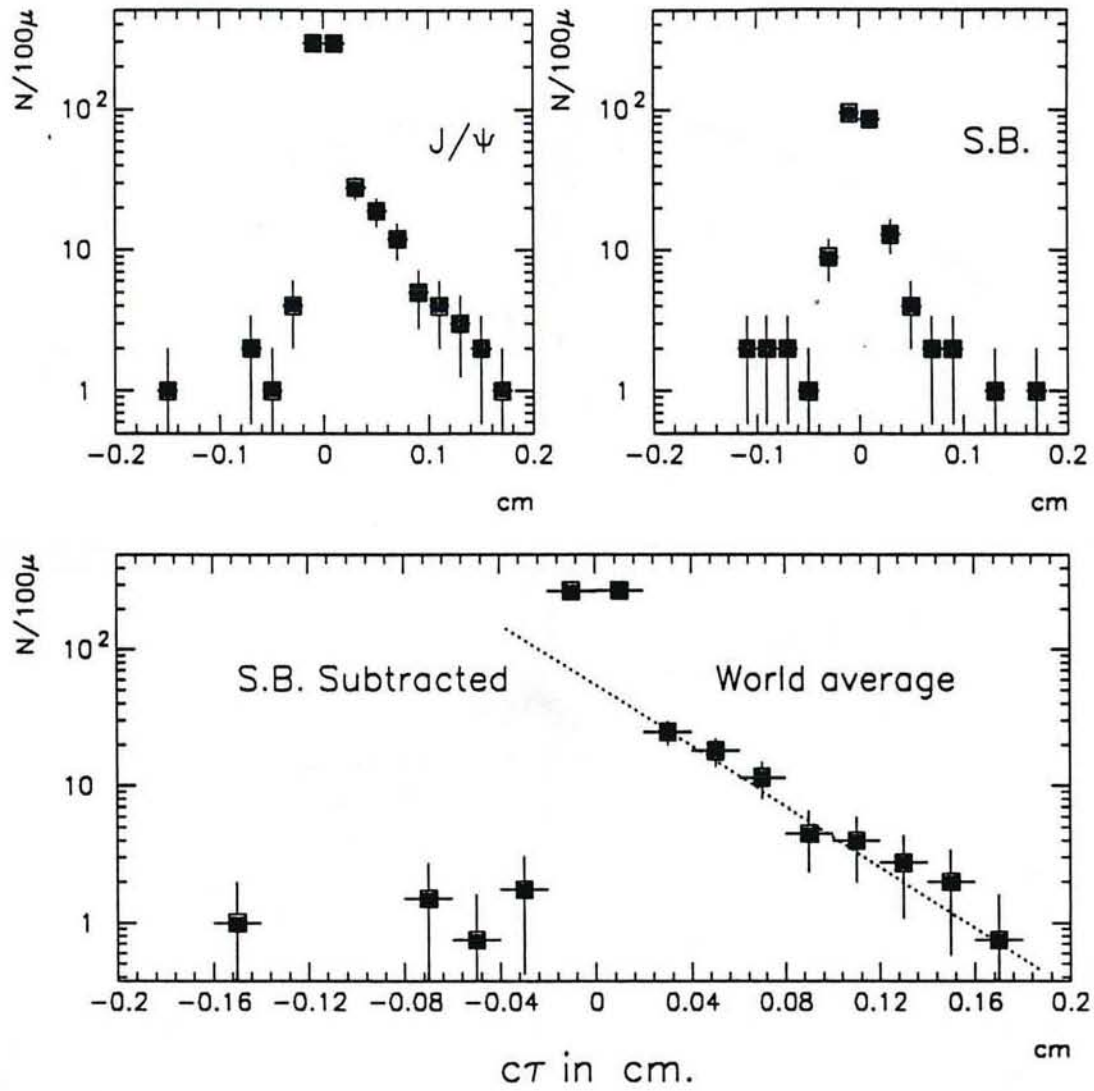 N/100μ
10²
10
1
J/ψ
-0.2 -0.1 0 0.1 0.2
cm
N/100μ
10²
10
1
S.B.
-0.2 -0.1 0 0.1 0.2
cm
N/100μ
10²
10
1
S.B. Subtracted
World average
-0.2 -0.16 -0.12 -0.08 -0.04 0 0.04 0.08 0.12 0.16 0.2
cm
cτ in cm.